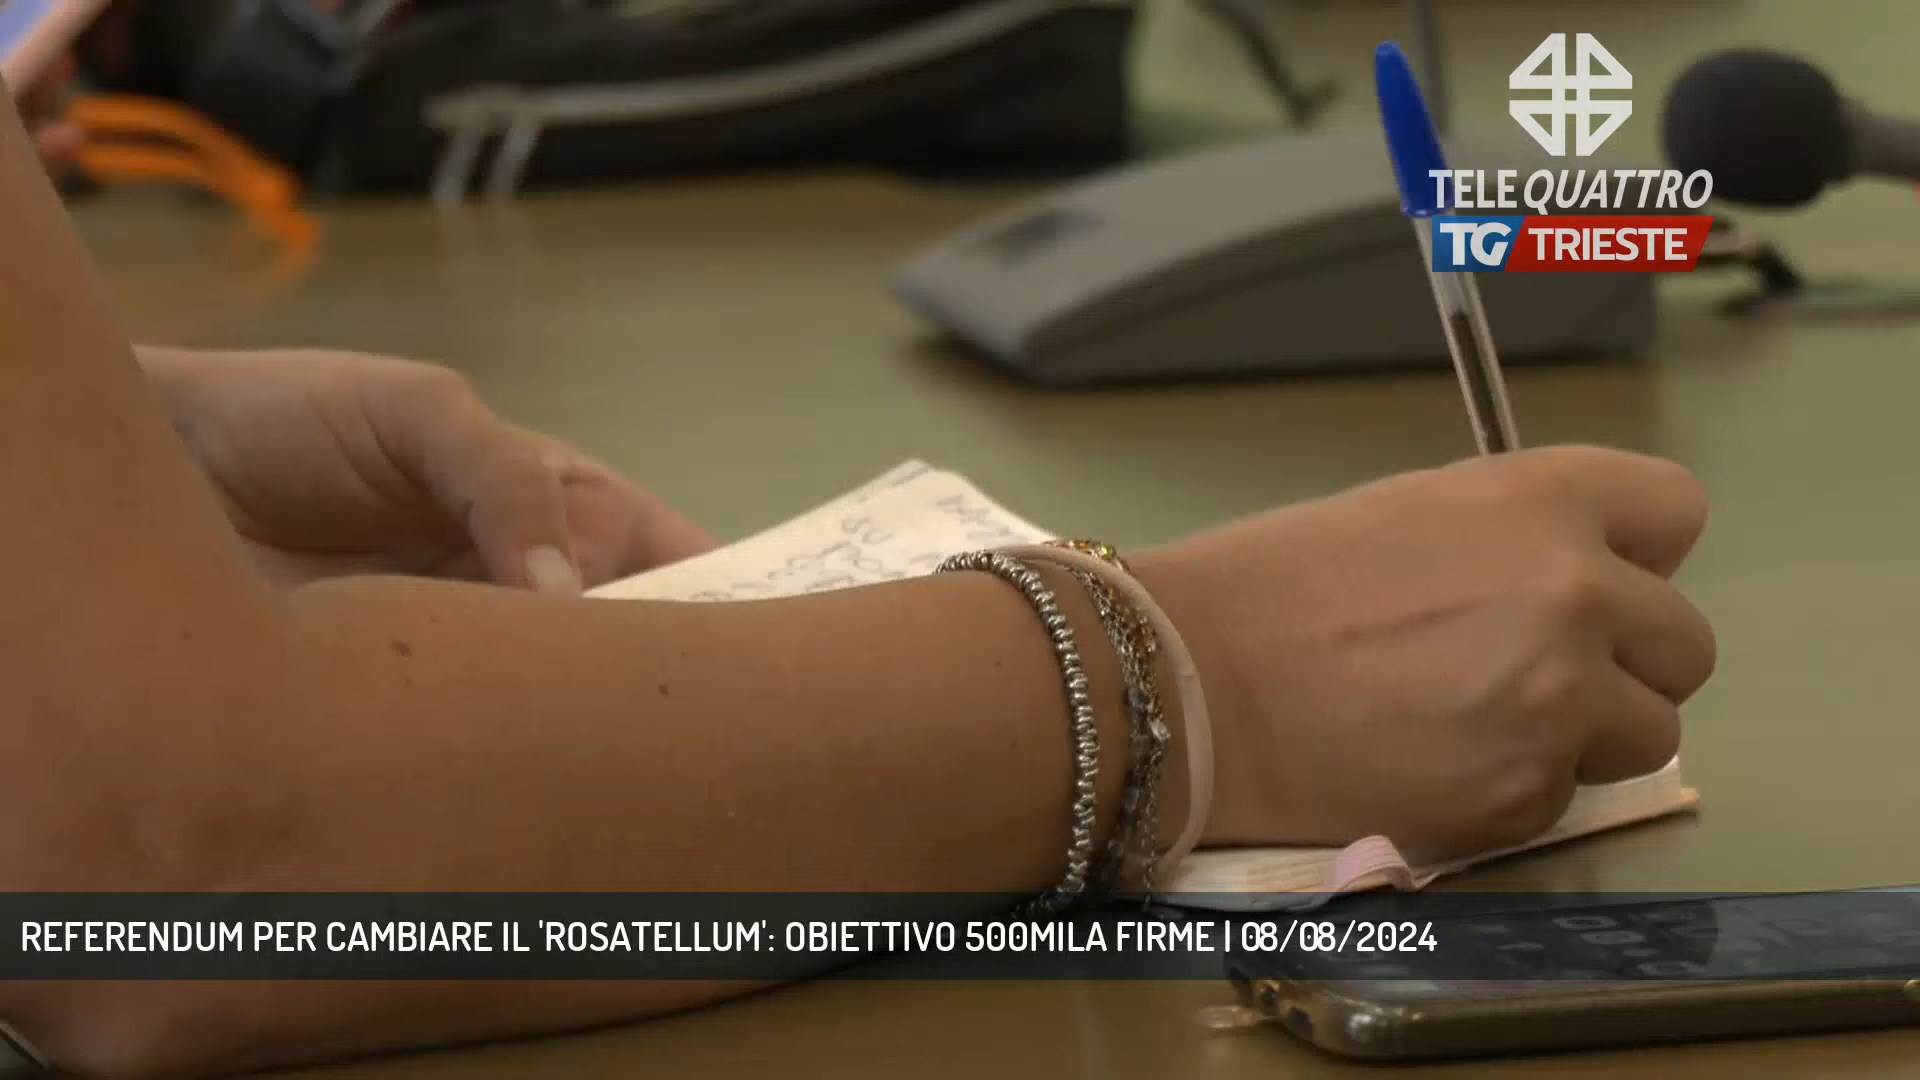 TELEQUATTRO
TG TRIESTE
REFERENDUM PER CAMBIARE IL 'ROSATELLUM': OBIETTIVO 500MILA FIRME | 08/08/2024